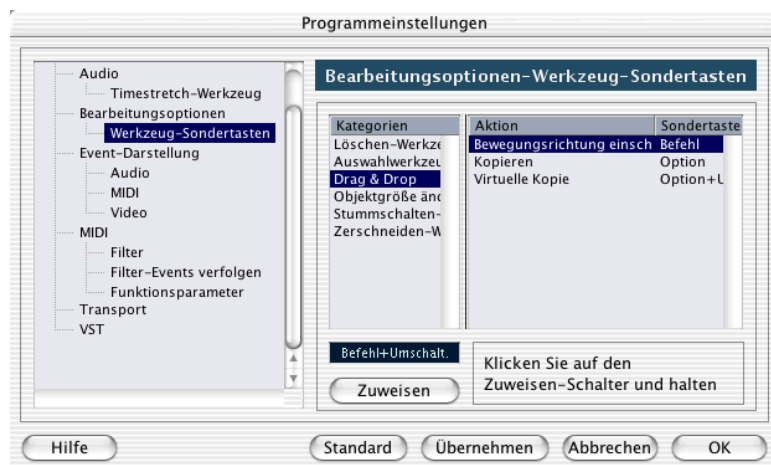 Programmeinstellungen
Audio
Timestretch-Werkzeug
Bearbeitungsoptionen
Werkzeug-Sondertasten
Event-Darstellung
Audio
MIDI
Video
MIDI
Filter
Filter-Events verfolgen
Funktionsparameter
Transport
VST
Bearbeitungsoptionen-Werkzeug-Sondertasten
Kategorien
Löschen-Werkze
Auswahlwerkzeu
Drag & Drop
Objektgröße änd
Stummschalten-
Zerschneiden-W
Aktion Sondertaste
Bewegungsrichtung einsch Befehl
Kopieren Option
Virtuelle Kopie Option+U
Befehl+Umschalt.
Zuweisen
Klicken Sie auf den
Zuweisen-Schalter und halten
Hilfe Standard Übernehmen Abbrechen OK